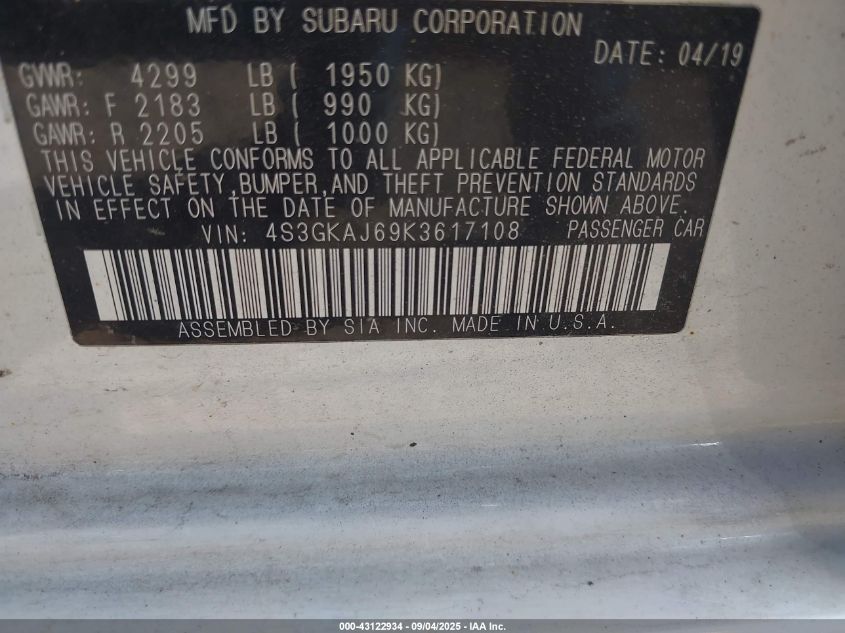 MFD BY SUBARU CORPORATION
DATE: 04/19
GVWR: 4299 LB ( 1950 KG)
GAWR: F 2183 LB ( 990 KG)
GAWR: R 2205 LB ( 1000 KG)
THIS VEHICLE CONFORMS TO ALL APPLICABLE FEDERAL MOTOR
VEHICLE SAFETY,BUMPER,AND THEFT PREVENTION STANDARDS
IN EFFECT ON THE DATE OF MANUFACTURE SHOWN ABOVE.
VIN: 4S3GKAJ69K3617108 PASSENGER CAR
ASSEMBLED BY SIA INC. MADE IN U.S.A.
000-43122934 - 09/04/2025 - IAA Inc.